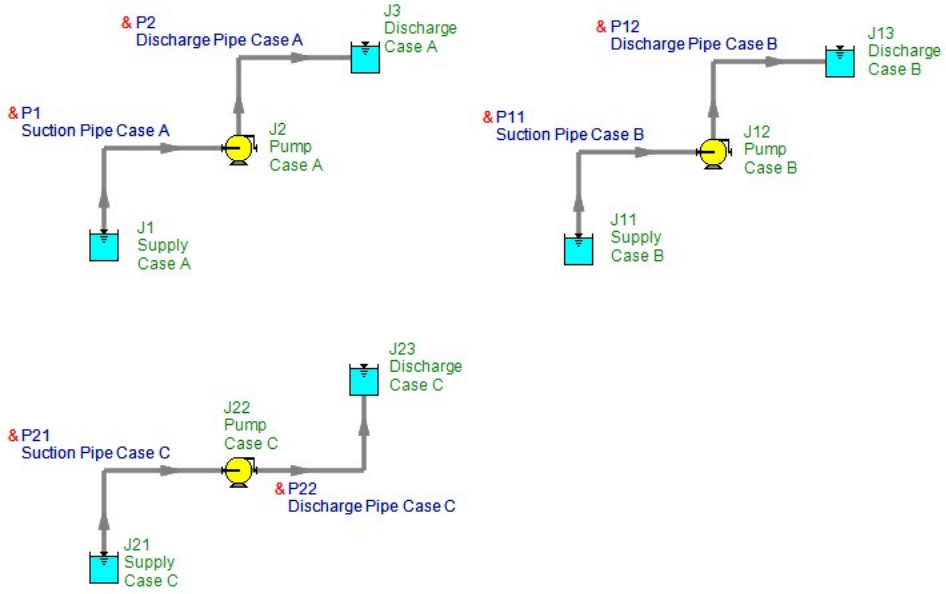 & P2
Discharge Pipe Case A
J3
Discharge
Case A
& P1
Suction Pipe Case A
J2
Pump
Case A
J1
Supply
Case A
& P12
Discharge Pipe Case B
J13
Discharge
Case B
& P11
Suction Pipe Case B
J12
Pump
Case B
J11
Supply
Case B
J23
Discharge
Case C
J22
Pump
Case C
& P21
Suction Pipe Case C
& P22
Discharge Pipe Case C
J21
Supply
Case C